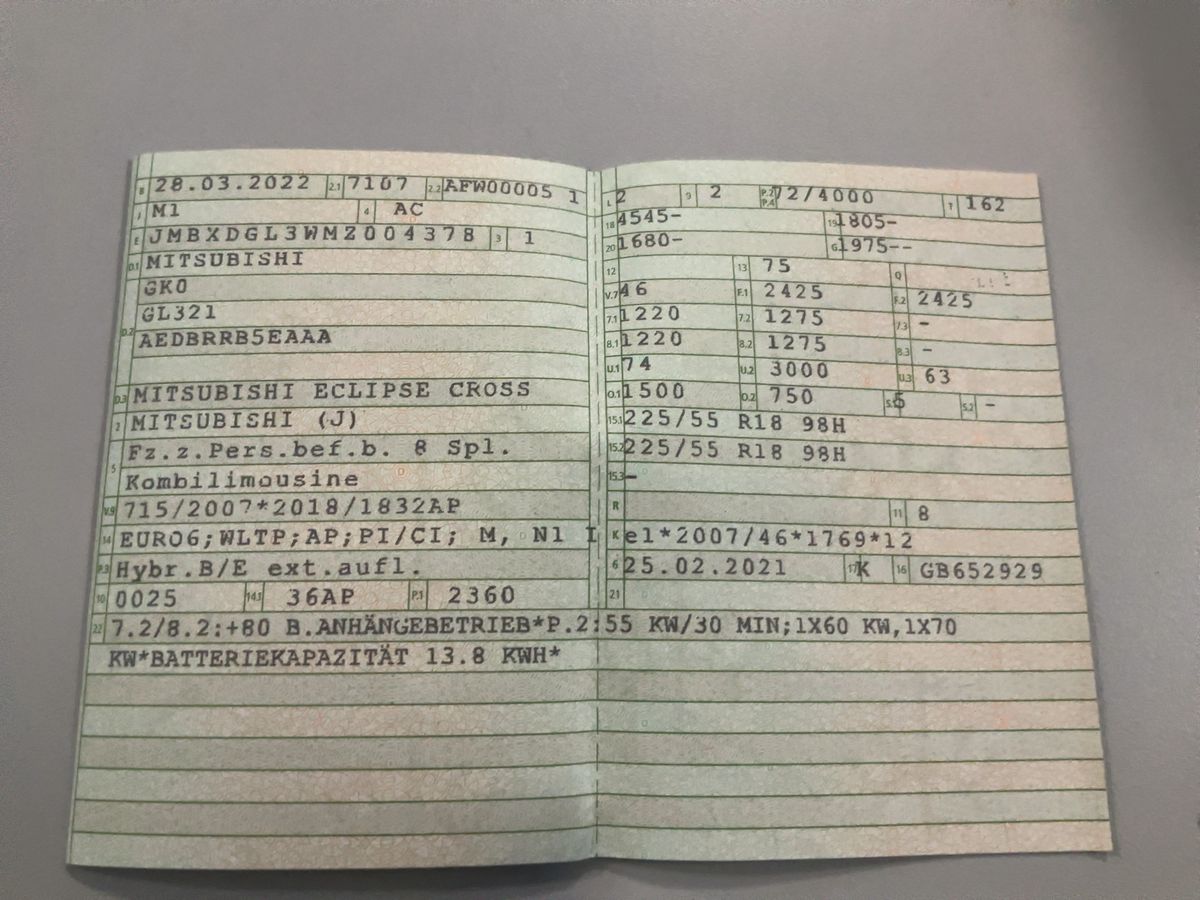 B 28.03.2022 2.1 7107 2.2 AFW00005 1
J M1 4 AC
E JMBXDGL3WMZ004378 3 1
D.1 MITSUBISHI
GK0
GL321
D.2 AEDBRRB5EAAA
D.3 MITSUBISHI ECLIPSE CROSS
2 MITSUBISHI (J)
5 Fz.z.Pers.bef.b. 8 Spl.
Kombilimousine
V.9 715/2007*2018/1832AP
14 EURO6;WLTP;AP;PI/CI; M, N1 I
P.3 Hybr.B/E ext.aufl.
10 0025 14.1 36AP P.1 2360
L 2 9 2 P.2 P.4 72/4000 T 162
18 4545- 19 1805-
20 1680- G 1975--
12 13 75 Q
V.7 46 F.1 2425 F.2 2425
7.1 1220 7.2 1275 7.3 -
8.1 1220 8.2 1275 8.3 -
U.1 74 U.2 3000 U.3 63
O.1 1500 O.2 750 S.1 5 S.2 -
15.1 225/55 R18 98H
15.2 225/55 R18 98H
15.3 -
R 11 8
K e1*2007/46*1769*12
6 25.02.2021 17 K 16 GB652929
21
22 7.2/8.2:+80 B.ANHÄNGEBETRIEB*P.2:55 KW/30 MIN;1X60 KW,1X70
KW*BATTERIEKAPAZITÄT 13.8 KWH*